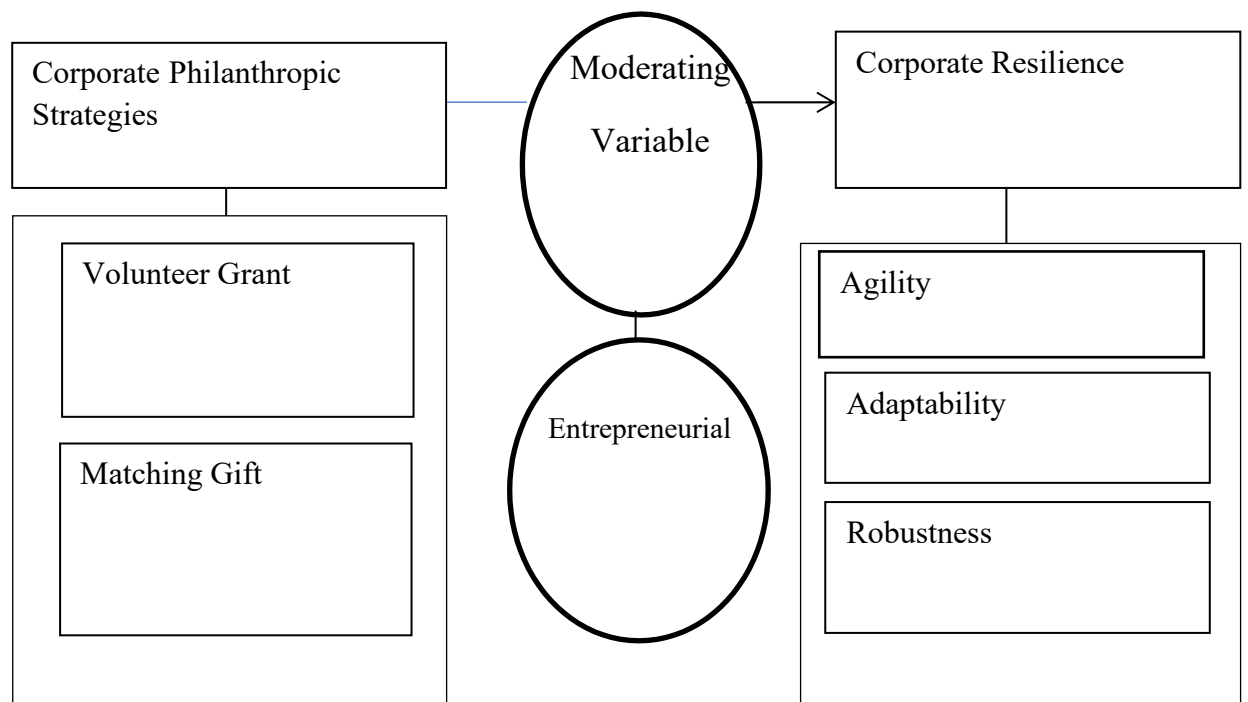 Corporate Philanthropic
Strategies
Moderating
Variable
Corporate Resilience
Volunteer Grant
Matching Gift
Entrepreneurial
Agility
Adaptability
Robustness